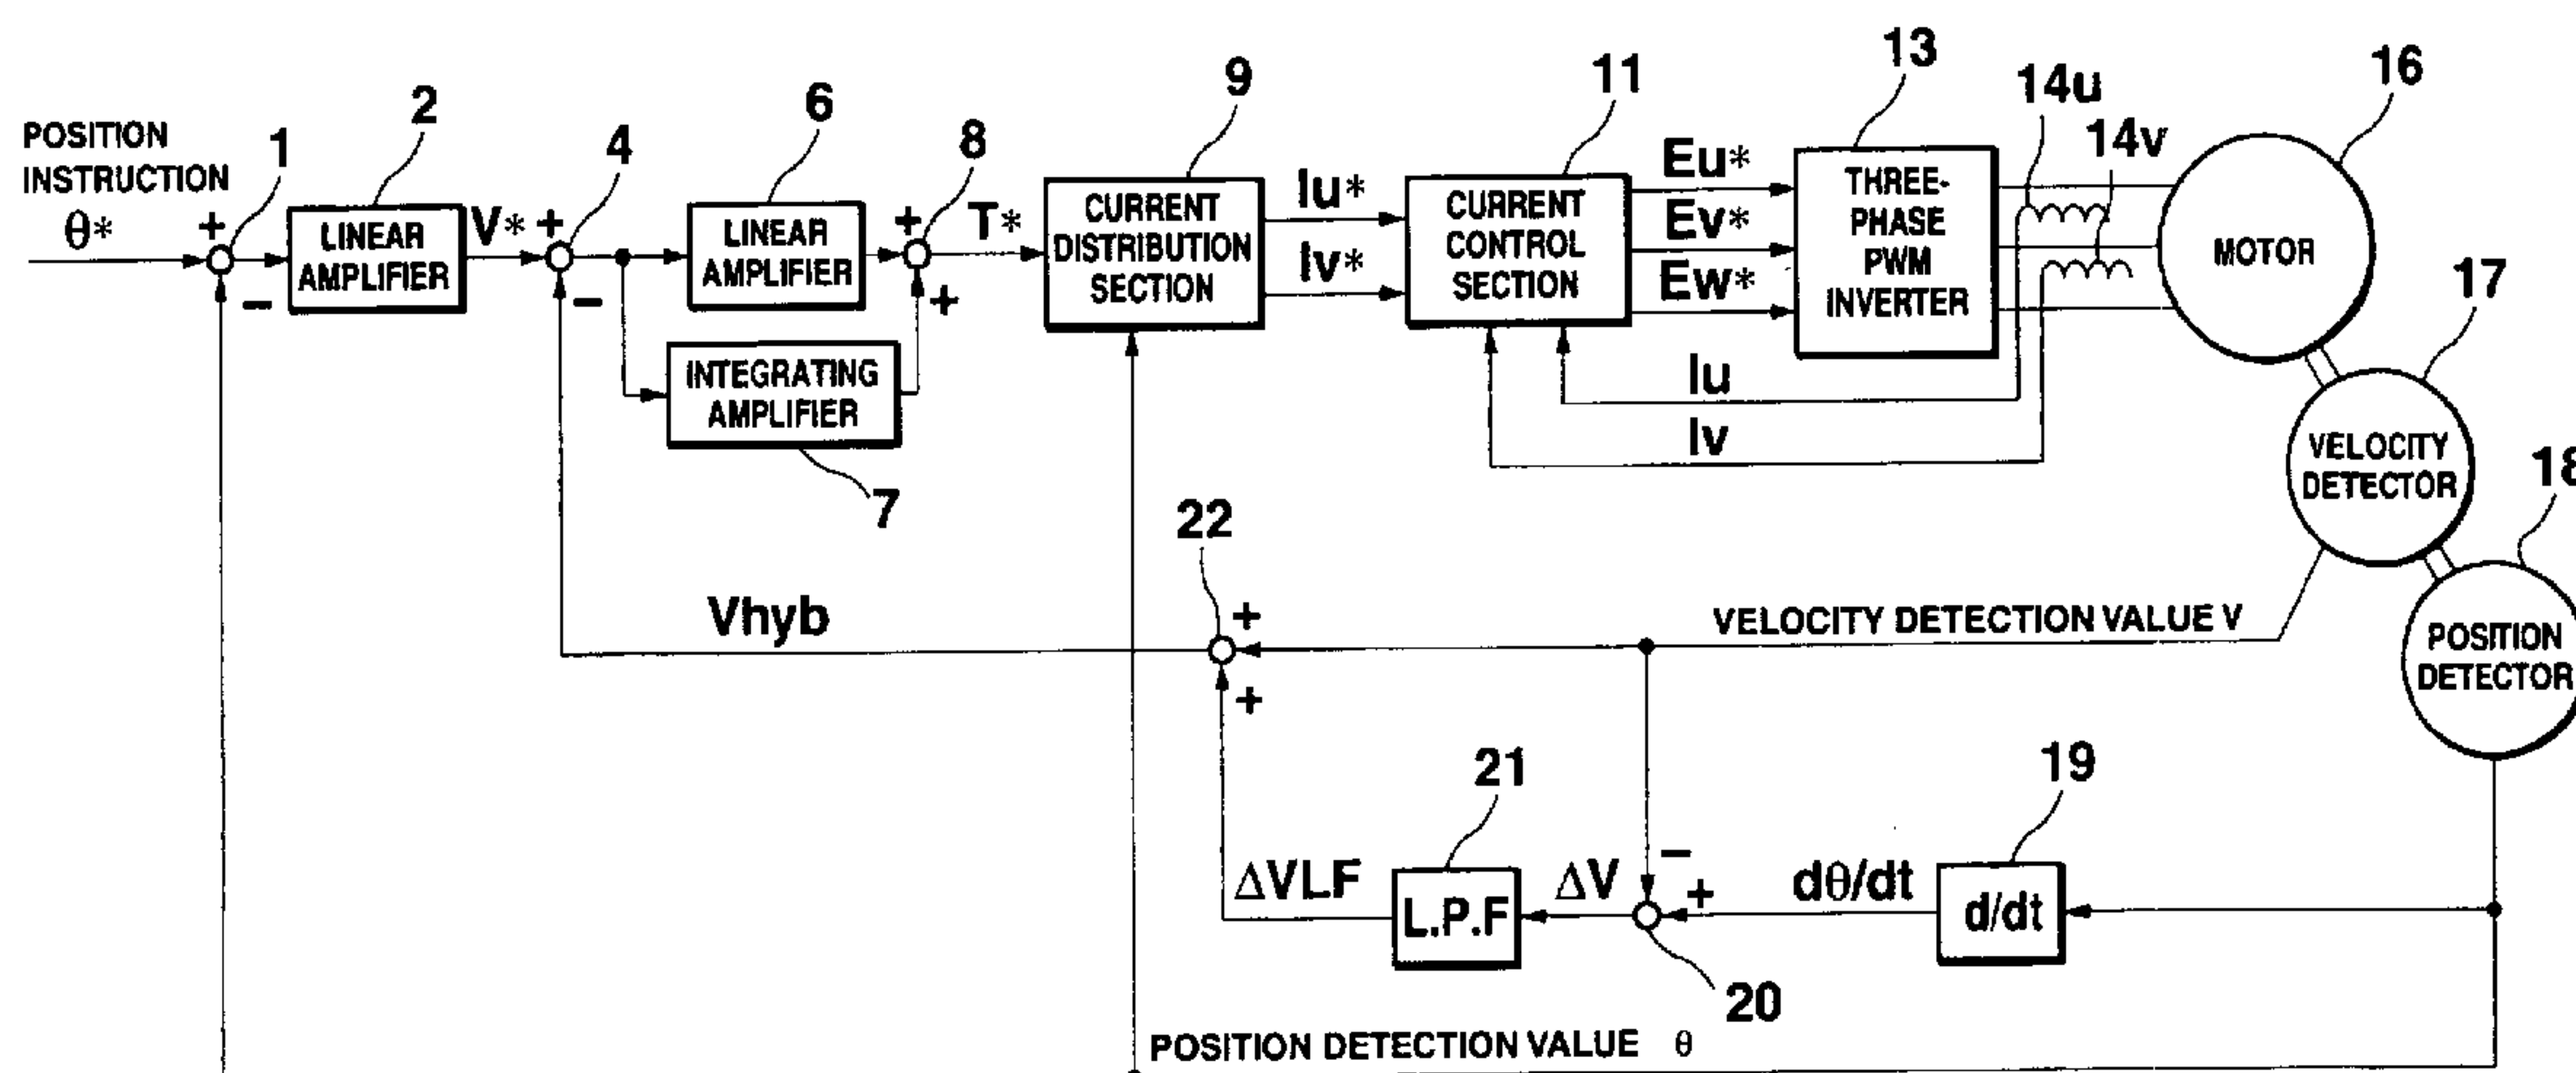 POSITION
INSTRUCTION
θ*
+
1
−
2
LINEAR
AMPLIFIER
V*
+
4
−
6
LINEAR
AMPLIFIER
7
INTEGRATING
AMPLIFIER
+
8
+
T*
9
CURRENT
DISTRIBUTION
SECTION
Iu*
Iv*
11
CURRENT
CONTROL
SECTION
Eu*
Ev*
Ew*
13
THREE-
PHASE
PWM
INVERTER
14u
14v
16
MOTOR
Iu
Iv
17
VELOCITY
DETECTOR
18
POSITION
DETECTOR
22
+
+
Vhyb
VELOCITY DETECTION VALUE V
21
L.P.F
ΔVLF
ΔV
−
+
20
dθ/dt
19
d/dt
POSITION DETECTION VALUE θ